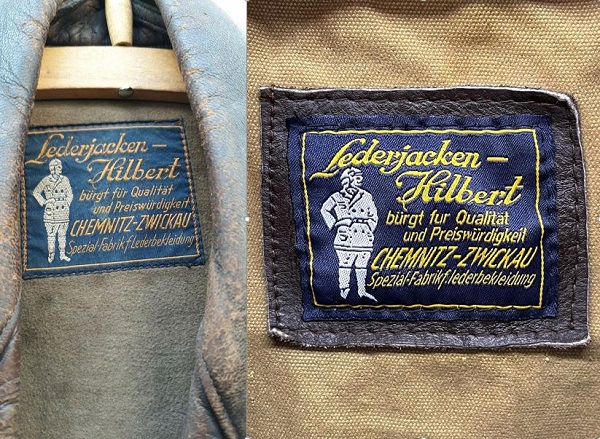 Lederjacken –
Hilbert
bürgt für Qualität
und Preiswürdigkeit
CHEMNITZ-ZWICKAU
Spezial-Fabrik f. Lederbekleidung
Lederjacken –
Hilbert
bürgt fur Qualität
und Preiswürdigkeit
CHEMNITZ-ZWICKAU
Spezial-Fabrik f. lederbekleidung